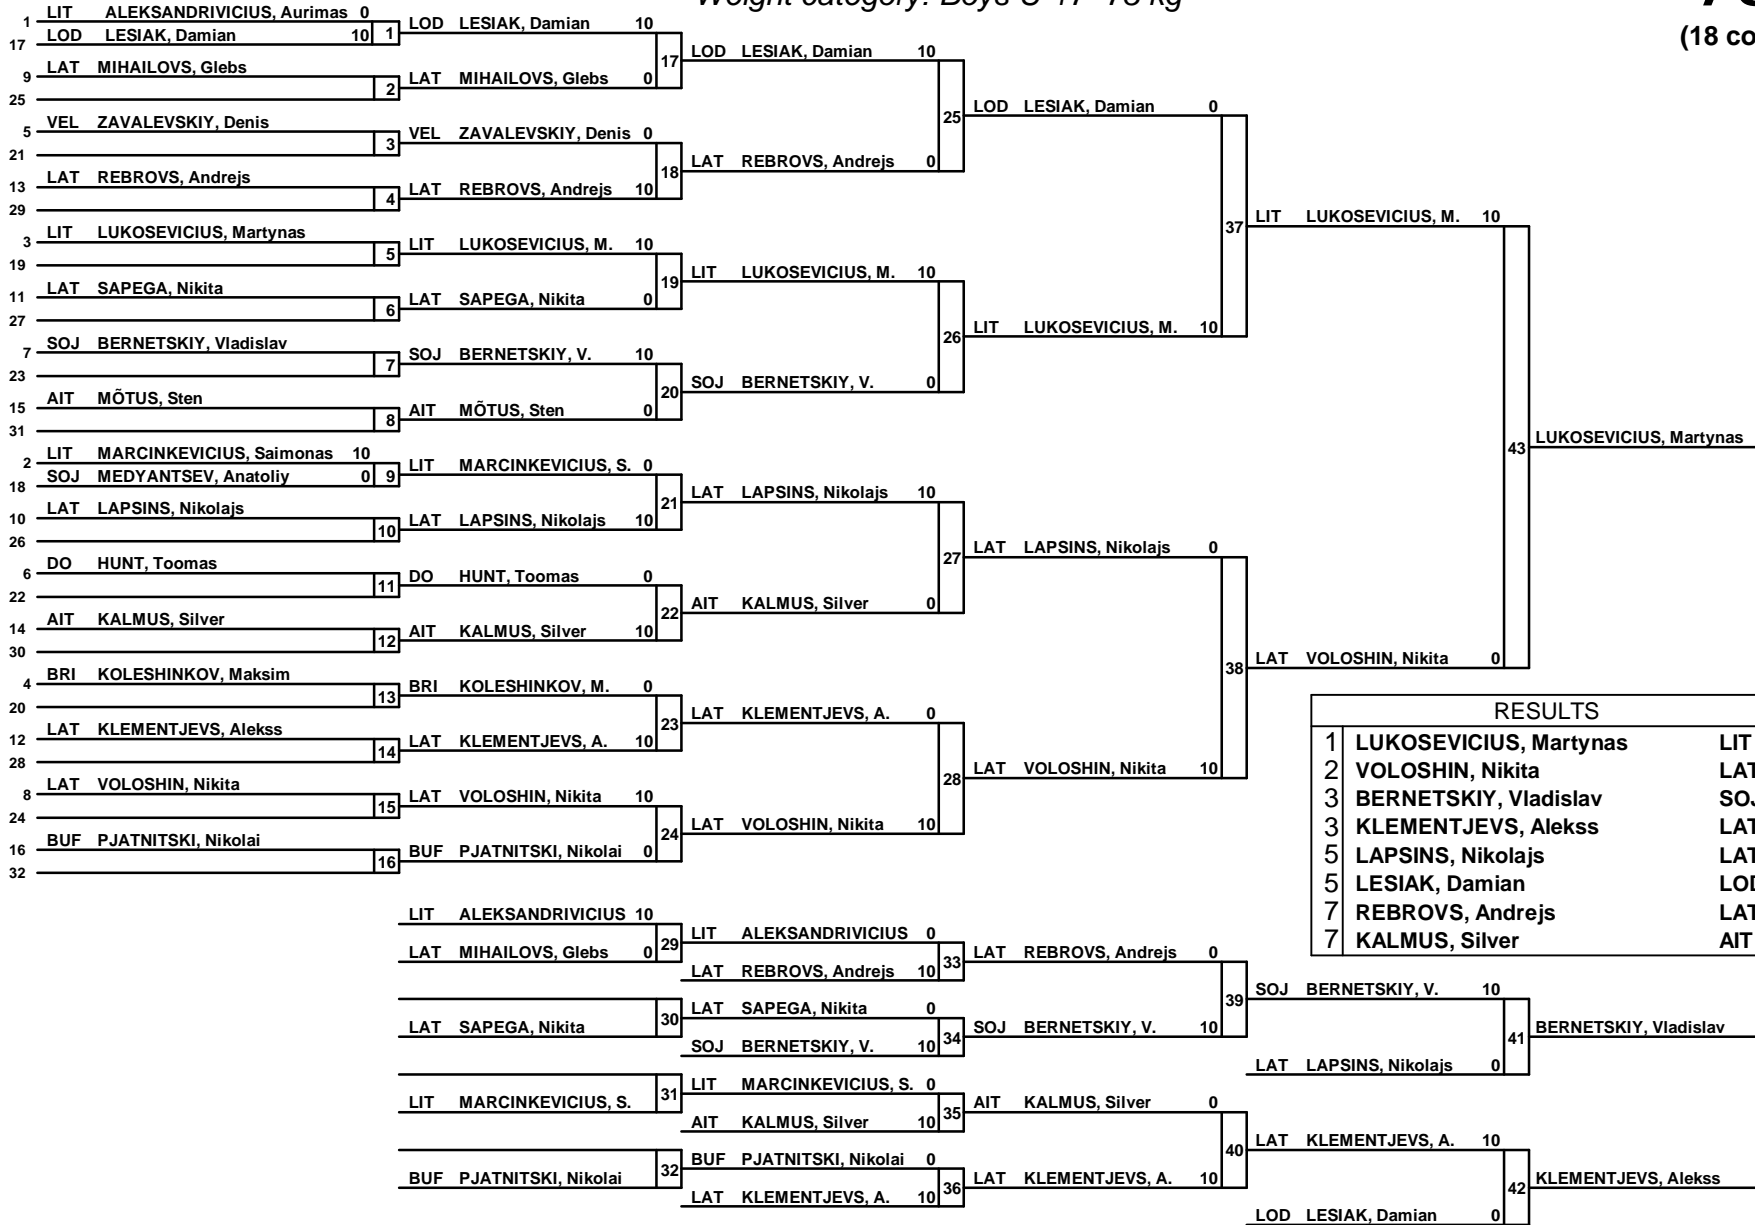 Weight category: Boys U-17 -73 kg
(18 co
1 LIT ALEKSANDRIVICIUS, Aurimas 0
17 LOD LESIAK, Damian 10 1
9 LAT MIHAILOVS, Glebs
25 2
5 VEL ZAVALEVSKIY, Denis
21 3
13 LAT REBROVS, Andrejs
29 4
3 LIT LUKOSEVICIUS, Martynas
19 5
11 LAT SAPEGA, Nikita
27 6
7 SOJ BERNETSKIY, Vladislav
23 7
15 AIT MÕTUS, Sten
31 8
2 LIT MARCINKEVICIUS, Saimonas 10
18 SOJ MEDYANTSEV, Anatoliy 0 9
10 LAT LAPSINS, Nikolajs
26 10
6 DO HUNT, Toomas
22 11
14 AIT KALMUS, Silver
30 12
4 BRI KOLESHINKOV, Maksim
20 13
12 LAT KLEMENTJEVS, Alekss
28 14
8 LAT VOLOSHIN, Nikita
24 15
16 BUF PJATNITSKI, Nikolai
32 16
LOD LESIAK, Damian 10
17
LAT MIHAILOVS, Glebs 0
VEL ZAVALEVSKIY, Denis 0
18
LAT REBROVS, Andrejs 10
LIT LUKOSEVICIUS, M. 10
19
LAT SAPEGA, Nikita 0
SOJ BERNETSKIY, V. 10
20
AIT MÕTUS, Sten 0
LIT MARCINKEVICIUS, S. 0
21
LAT LAPSINS, Nikolajs 10
DO HUNT, Toomas 0
22
AIT KALMUS, Silver 10
BRI KOLESHINKOV, M. 0
23
LAT KLEMENTJEVS, A. 10
LAT VOLOSHIN, Nikita 10
24
BUF PJATNITSKI, Nikolai 0
LOD LESIAK, Damian 10
25
LAT REBROVS, Andrejs 0
LIT LUKOSEVICIUS, M. 10
26
SOJ BERNETSKIY, V. 0
LAT LAPSINS, Nikolajs 10
27
AIT KALMUS, Silver 0
LAT KLEMENTJEVS, A. 0
28
LAT VOLOSHIN, Nikita 10
LOD LESIAK, Damian 0
37
LIT LUKOSEVICIUS, M. 10
LAT LAPSINS, Nikolajs 0
38
LAT VOLOSHIN, Nikita 10
LIT LUKOSEVICIUS, M. 10
43
LAT VOLOSHIN, Nikita 0
LUKOSEVICIUS, Martynas
RESULTS
1 LUKOSEVICIUS, Martynas LIT
2 VOLOSHIN, Nikita LAT
3 BERNETSKIY, Vladislav SOJ
3 KLEMENTJEVS, Alekss LAT
5 LAPSINS, Nikolajs LAT
5 LESIAK, Damian LOD
7 REBROVS, Andrejs LAT
7 KALMUS, Silver AIT
LIT ALEKSANDRIVICIUS 10
29
LAT MIHAILOVS, Glebs 0
30
LAT SAPEGA, Nikita
31
LIT MARCINKEVICIUS, S.
32
BUF PJATNITSKI, Nikolai
LIT ALEKSANDRIVICIUS 0
33
LAT REBROVS, Andrejs 10
LAT SAPEGA, Nikita 0
34
SOJ BERNETSKIY, V. 10
LIT MARCINKEVICIUS, S. 0
35
AIT KALMUS, Silver 10
BUF PJATNITSKI, Nikolai 0
36
LAT KLEMENTJEVS, A. 10
LAT REBROVS, Andrejs 0
39
SOJ BERNETSKIY, V. 10
AIT KALMUS, Silver 0
40
LAT KLEMENTJEVS, A. 10
SOJ BERNETSKIY, V. 10
41
LAT LAPSINS, Nikolajs 0
LAT KLEMENTJEVS, A. 10
42
LOD LESIAK, Damian 0
BERNETSKIY, Vladislav
KLEMENTJEVS, Alekss